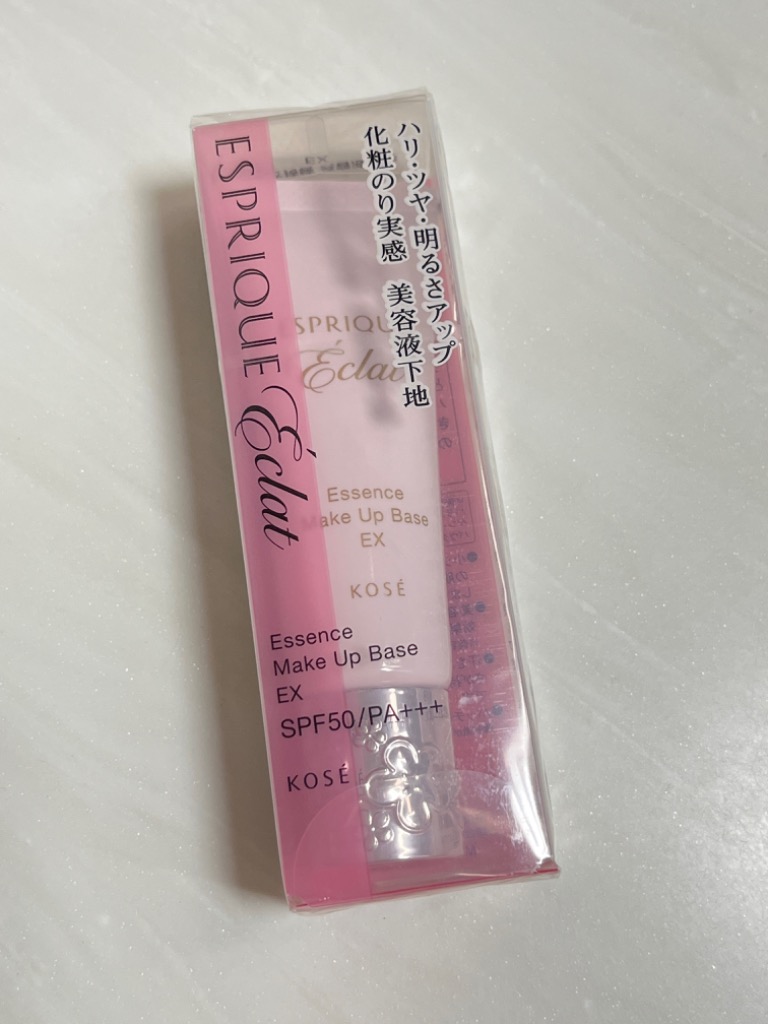 ハリ・ツヤ・明るさアップ
化粧のり実感 美容液下地
ESPRIQUE
Éclat
ESPRIQUE
Éclat
Essence
Make Up Base
EX
KOSÉ
Essence
Make Up Base
EX
SPF50/PA+++
KOSÉ